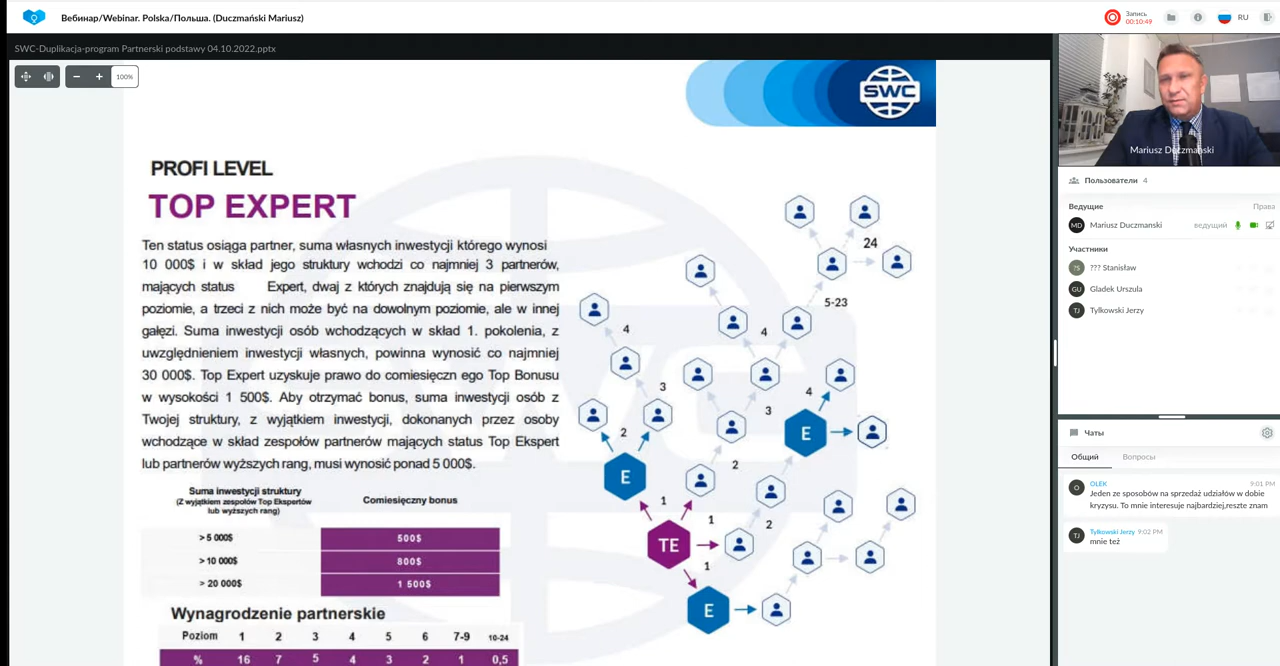 Вебинар/Webinar. Polska/Польша. (Duczmański Mariusz)
Запись
00:10:49
RU
SWC-Duplikacja-program Partnerski podstawy 04.10.2022.pptx
100%
SWC
PROFI LEVEL
TOP EXPERT
Ten status osiąga partner, suma własnych inwestycji którego wynosi
10 000$ i w skład jego struktury wchodzi co najmniej 3 partnerów,
mających status Expert, dwaj z których znajdują się na pierwszym
poziomie, a trzeci z nich może być na dowolnym poziomie, ale w innej
gałęzi. Suma inwestycji osób wchodzących w skład 1. pokolenia, z
uwzględnieniem inwestycji własnych, powinna wynosić co najmniej
30 000$. Top Expert uzyskuje prawo do comiesięczn ego Top Bonusu
w wysokości 1 500$. Aby otrzymać bonus, suma inwestycji osób z
Twojej struktury, z wyjątkiem inwestycji, dokonanych przez osoby
wchodzące w skład zespołów partnerów mających status Top Ekspert
lub partnerów wyższych rang, musi wynosić ponad 5 000$.
Suma inwestycji struktury
(Z wyjatkiem zespołów Top Ekspertów
lub wyższych rang)
Comiesięczny bonus
> 5 000$ 500$
> 10 000$ 800$
> 20 000$ 1 500$
Wynagrodzenie partnerskie
Poziom 1 2 3 4 5 6 7-9 10-24
% 16 7 5 4 3 2 1 0,5
24
5-23
4
4
3
4
3
2
E
E
2
1
1
2
TE
1
E
Mariusz Duczmański
Пользователи 4
Ведущие Права
MD Mariusz Duczmanski ведущий
Участники
?S ??? Stanisław
GU Gladek Urszula
TJ Tylkowski Jerzy
Чаты
Общий Вопросы
O OLEK 9:01 PM
Jeden ze sposobów na sprzedaż udziałów w dobie
kryzysu. To mnie interesuje najbardziej,reszte znam
TJ Tylkowski Jerzy 9:02 PM
mnie też